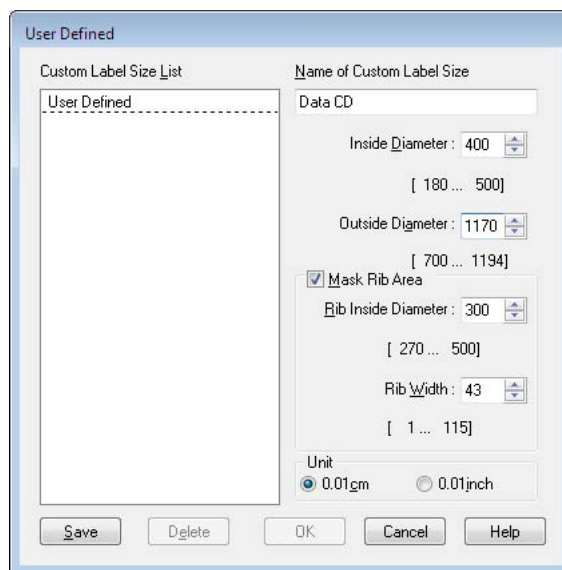 User Defined
Custom Label Size List
User Defined
Name of Custom Label Size
Data CD
Inside Diameter : 400
[ 180 ... 500]
Outside Diameter : 1170
[ 700 ... 1194]
Mask Rib Area
Rib Inside Diameter : 300
[ 270 ... 500]
Rib Width : 43
[ 1 ... 115]
Unit
0.01cm 0.01inch
Save Delete OK Cancel Help